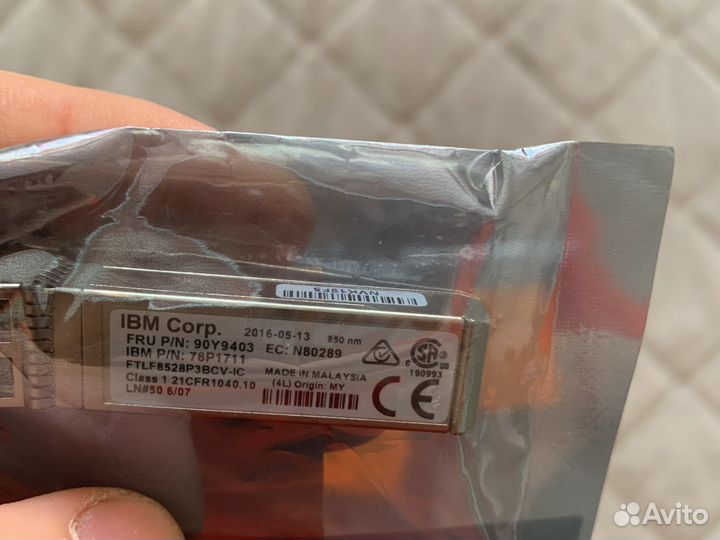 NVK19F5
IBM Corp. 2016-05-13 850 nm
FRU P/N: 90Y9403 EC: N80289
IBM P/N: 78P1711
FTLF8528P3BCV-IC MADE IN MALAYSIA
Class 1 21CFR1040.10 (4L) Origin: MY
LN#50 6/07
190993
CE
Avito